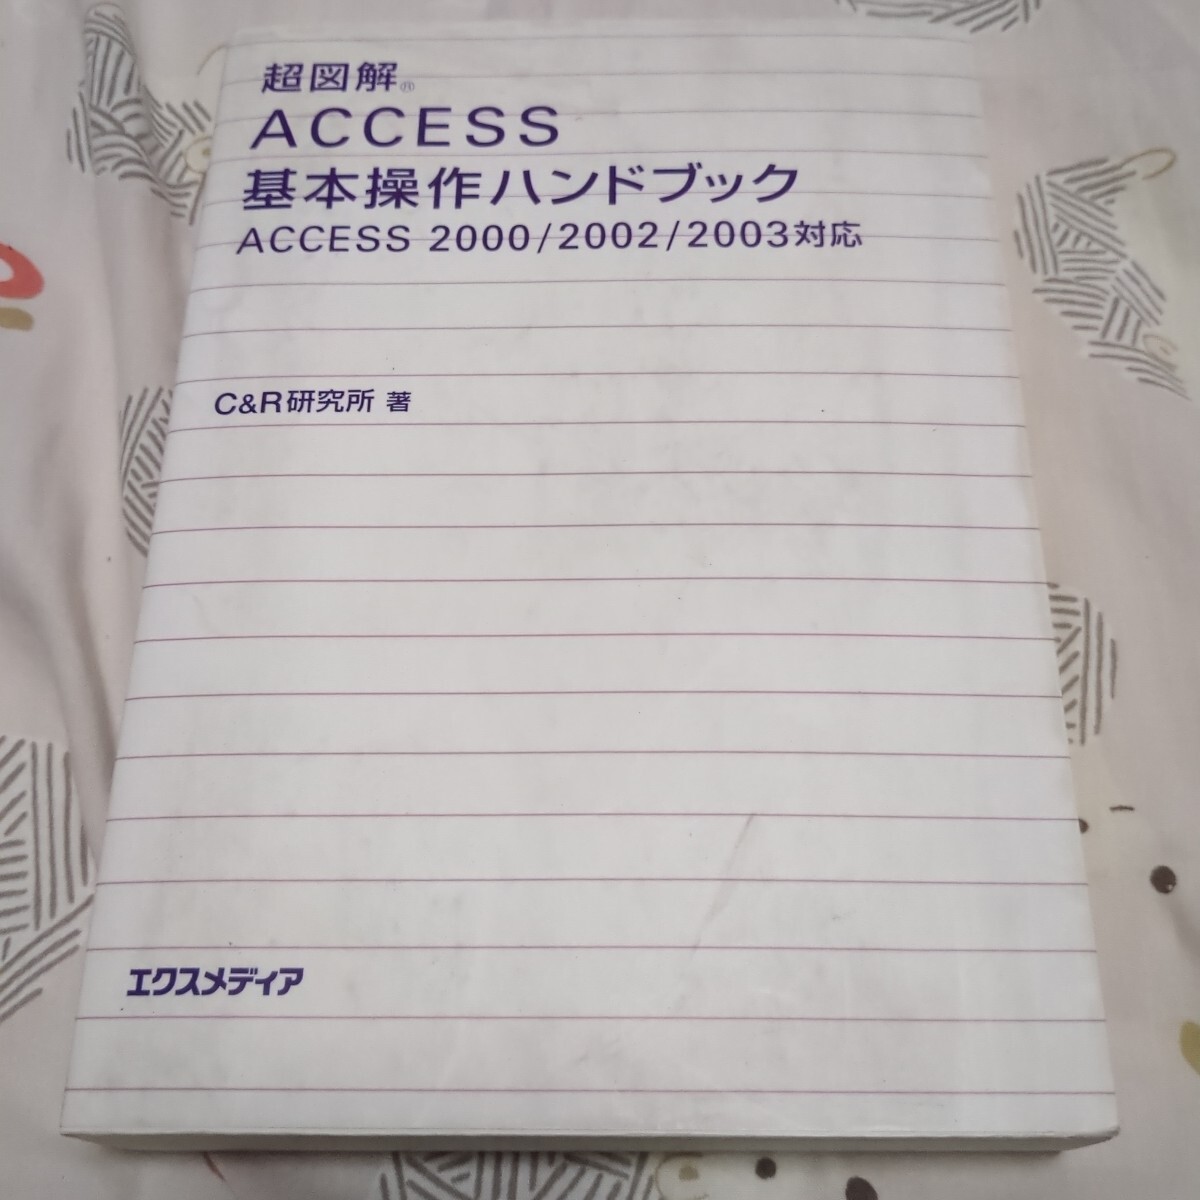 超図解®
ACCESS
基本操作ハンドブック
ACCESS 2000/2002/2003対応
C&R研究所 著
エクスメディア